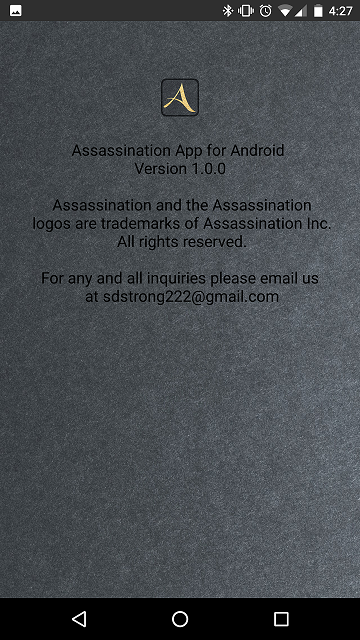 4:27
A
Assassination App for Android
Version 1.0.0
Assassination and the Assassination
logos are trademarks of Assassination Inc.
All rights reserved.
For any and all inquiries please email us
at sdstrong222@gmail.com